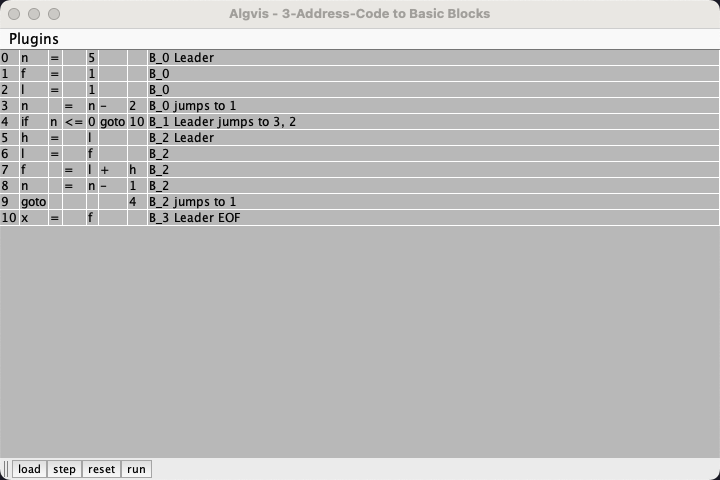 Algvis - 3-Address-Code to Basic Blocks
Plugins
0 n = 5 B_0 Leader
1 f = 1 B_0
2 l = 1 B_0
3 n = n - 2 B_0 jumps to 1
4 if n <= 0 goto 10 B_1 Leader jumps to 3, 2
5 h = l B_2 Leader
6 l = f B_2
7 f = l + h B_2
8 n = n - 1 B_2
9 goto 4 B_2 jumps to 1
10 x = f B_3 Leader EOF
load step reset run